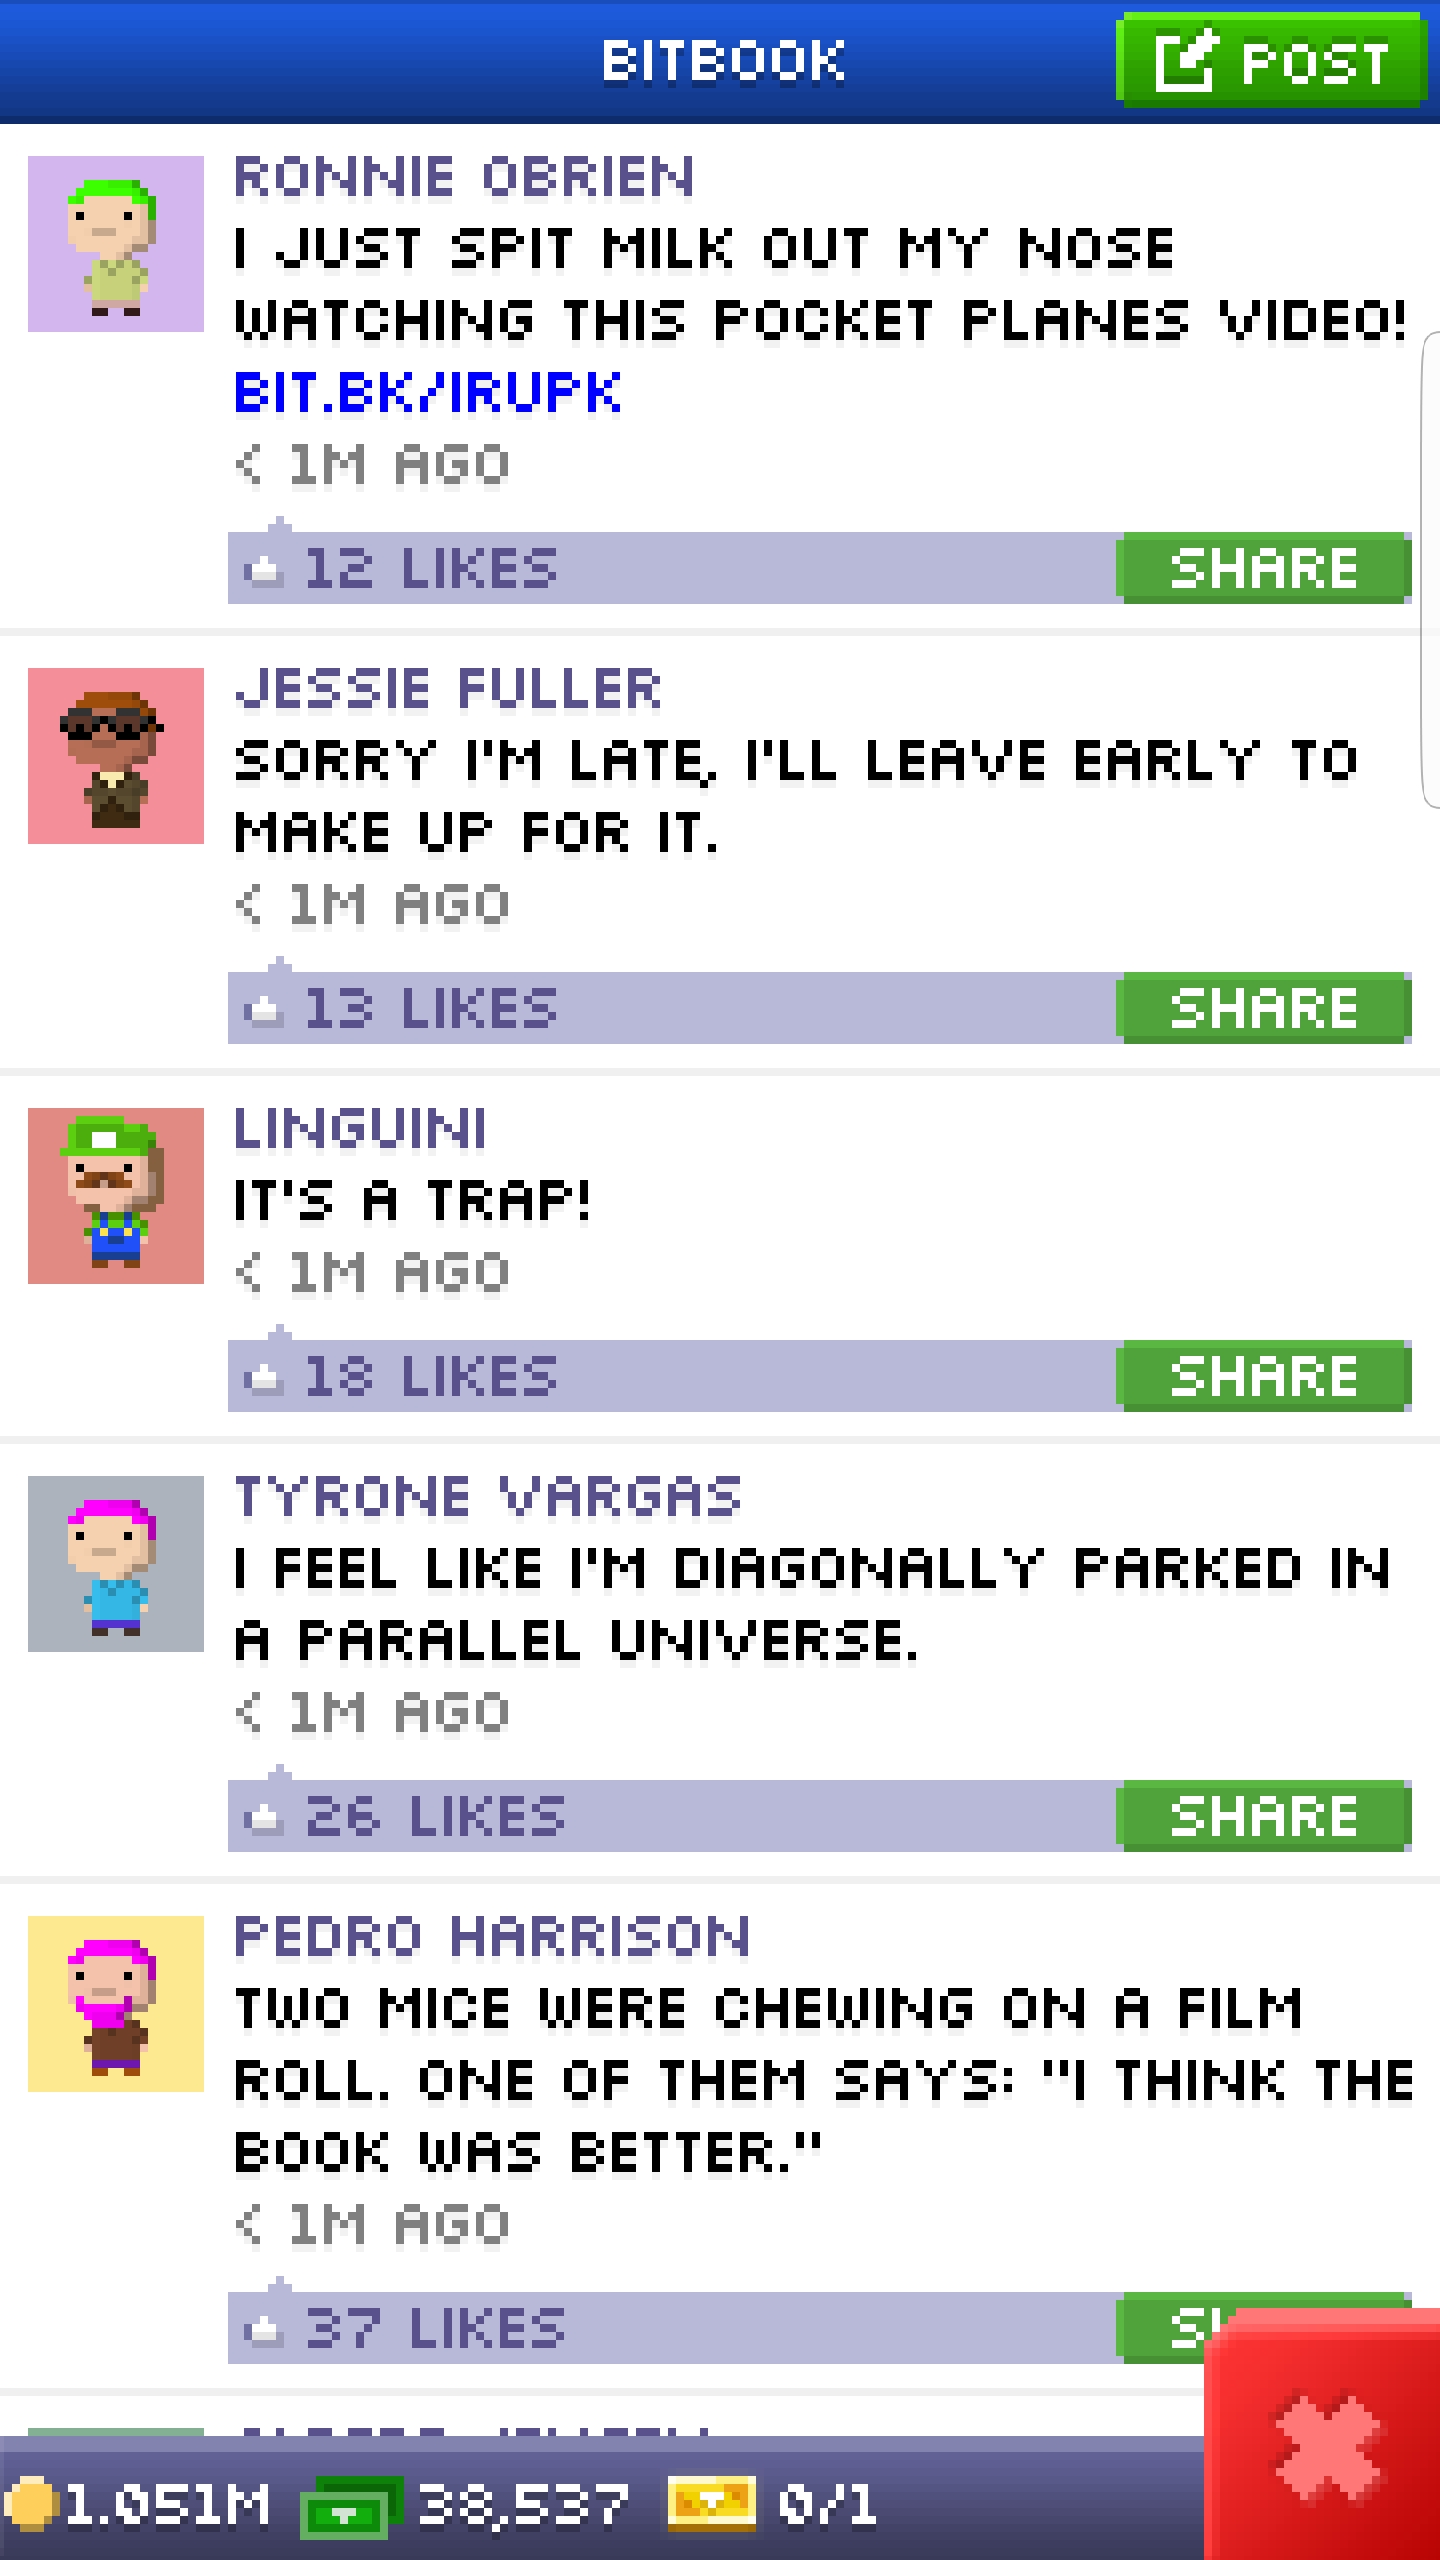 BITBOOK
POST
RONNIE OBRIEN
I JUST SPIT MILK OUT MY NOSE
WATCHING THIS POCKET PLANES VIDEO!
BIT.BK/IRUPK
< 1M AGO
12 LIKES
SHARE
JESSIE FULLER
SORRY I'M LATE, I'LL LEAVE EARLY TO
MAKE UP FOR IT.
< 1M AGO
13 LIKES
SHARE
LINGUINI
IT'S A TRAP!
< 1M AGO
18 LIKES
SHARE
TYRONE VARGAS
I FEEL LIKE I'M DIAGONALLY PARKED IN
A PARALLEL UNIVERSE.
< 1M AGO
26 LIKES
SHARE
PEDRO HARRISON
TWO MICE WERE CHEWING ON A FILM
ROLL. ONE OF THEM SAYS: "I THINK THE
BOOK WAS BETTER."
< 1M AGO
37 LIKES
1.051M
38,537
0/1